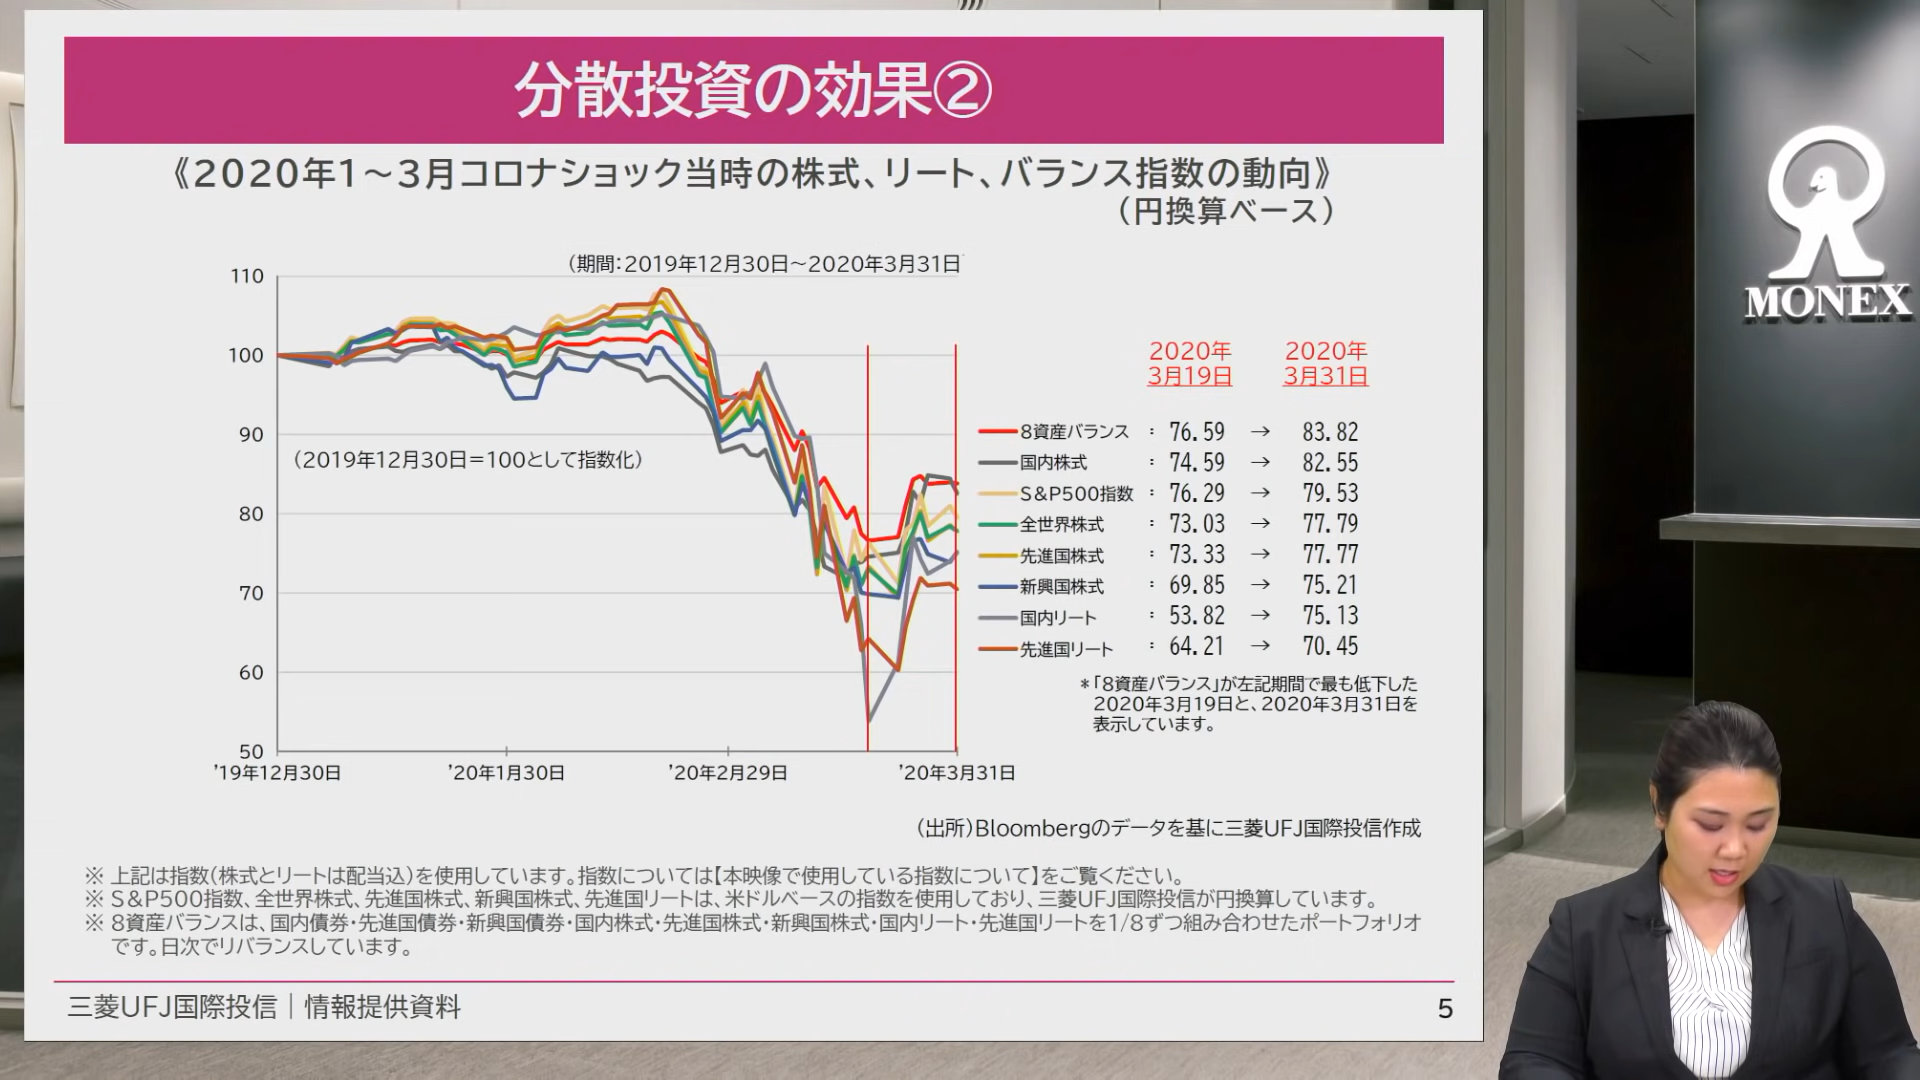 分散投資の効果②
《2020年1～3月コロナショック当時の株式、リート、バランス指数の動向》
（円換算ベース）
（期間：2019年12月30日～2020年3月31日
110
100
90
80
70
60
50
（2019年12月30日＝100として指数化）
'19年12月30日
'20年1月30日
'20年2月29日
'20年3月31日
2020年 2020年
3月19日 3月31日
8資産バランス : 76.59 → 83.82
国内株式 : 74.59 → 82.55
S&P500指数 : 76.29 → 79.53
全世界株式 : 73.03 → 77.79
先進国株式 : 73.33 → 77.77
新興国株式 : 69.85 → 75.21
国内リート : 53.82 → 75.13
先進国リート : 64.21 → 70.45
＊「8資産バランス」が左記期間で最も低下した
2020年3月19日と、2020年3月31日を
表示しています。
（出所）Bloombergのデータを基に三菱UFJ国際投信作成
※ 上記は指数（株式とリートは配当込）を使用しています。指数については【本映像で使用している指数について】をご覧ください。
※ S&P500指数、全世界株式、先進国株式、新興国株式、先進国リートは、米ドルベースの指数を使用しており、三菱UFJ国際投信が円換算しています。
※ 8資産バランスは、国内債券・先進国債券・新興国債券・国内株式・先進国株式・新興国株式・国内リート・先進国リートを1/8ずつ組み合わせたポートフォリオ
です。日次でリバランスしています。
三菱UFJ国際投信｜情報提供資料
5
MONEX